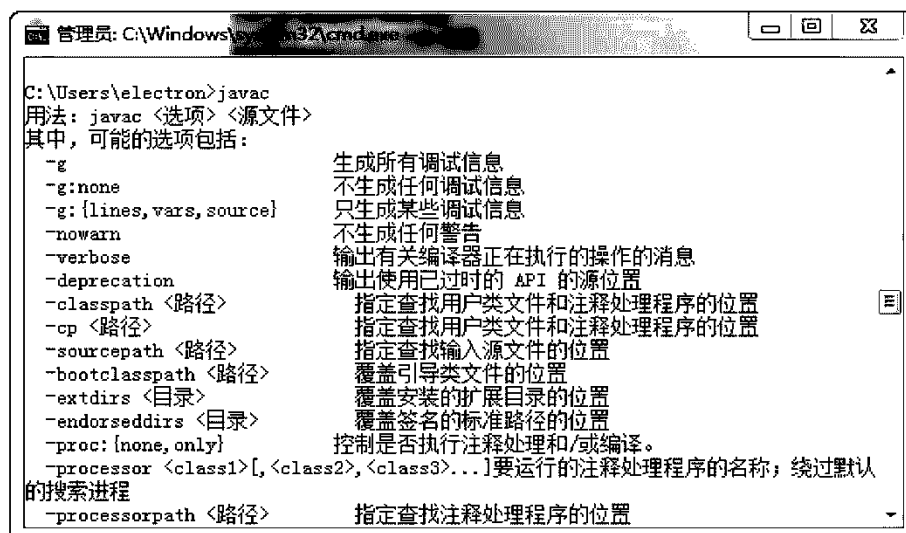 管理员: C:\Windows\system32\cmd.exe
C:\Users\electron>javac
用法: javac <选项> <源文件>
其中, 可能的选项包括:
-g 生成所有调试信息
-g:none 不生成任何调试信息
-g:{lines,vars,source} 只生成某些调试信息
-nowarn 不生成任何警告
-verbose 输出有关编译器正在执行的操作的消息
-deprecation 输出使用已过时的 API 的源位置
-classpath <路径> 指定查找用户类文件和注释处理程序的位置
-cp <路径> 指定查找用户类文件和注释处理程序的位置
-sourcepath <路径> 指定查找输入源文件的位置
-bootclasspath <路径> 覆盖引导类文件的位置
-extdirs <目录> 覆盖安装的扩展目录的位置
-endorseddirs <目录> 覆盖签名的标准路径的位置
-proc:{none,only} 控制是否执行注释处理和/或编译。
-processor <class1>[,<class2>,<class3>...]要运行的注释处理程序的名称; 绕过默认
的搜索进程
-processorpath <路径> 指定查找注释处理程序的位置